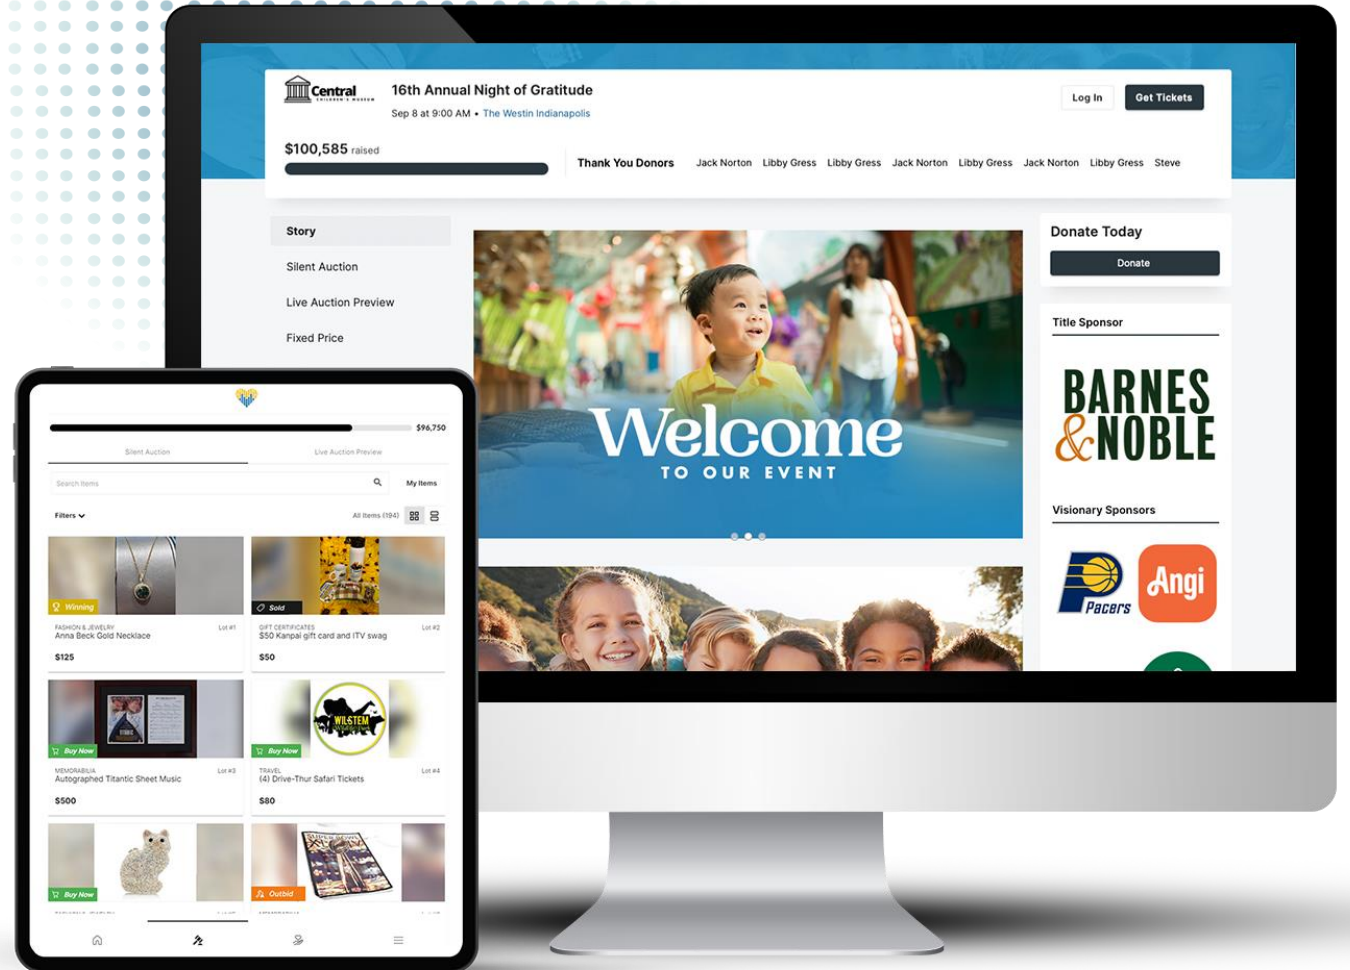 Central
CHILDREN'S MUSEUM
16th Annual Night of Gratitude
Sep 8 at 9:00 AM • The Westin Indianapolis
Log In
Get Tickets
$100,585 raised
Thank You Donors Jack Norton Libby Gress Libby Gress Jack Norton Libby Gress Jack Norton Libby Gress Steve
Story
Silent Auction
Live Auction Preview
Fixed Price
Welcome
TO OUR EVENT
Donate Today
Donate
Title Sponsor
BARNES
&NOBLE
Visionary Sponsors
Pacers
Angi
$96,750
Silent Auction
Live Auction Preview
Search Items
My Items
Filters
All Items (194)
Winning
FASHION & JEWELRY Lot #1
Anna Beck Gold Necklace
$125
Sold
GIFT CERTIFICATES Lot #2
$50 Kanpai gift card and ITV swag
$50
Buy Now
MEMORABILIA Lot #3
Autographed Titantic Sheet Music
$500
WILSTEM
Buy Now
TRAVEL Lot #4
(4) Drive-Thur Safari Tickets
$80
Buy Now
SUPER BOWL
Outbid